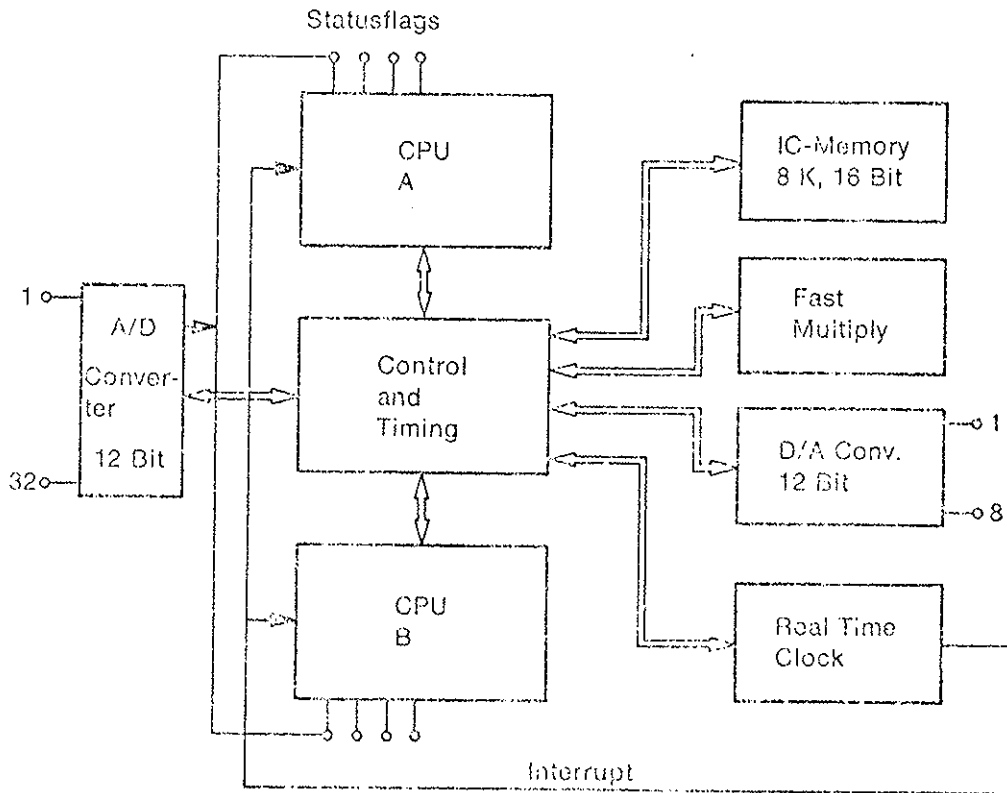 Statusflags
CPU
A
IC-Memory
8 K, 16 Bit
1
A/D
Conver-
ter
12 Bit
32
Control
and
Timing
Fast
Multiply
D/A Conv.
12 Bit
1
8
CPU
B
Real Time
Clock
Interrupt